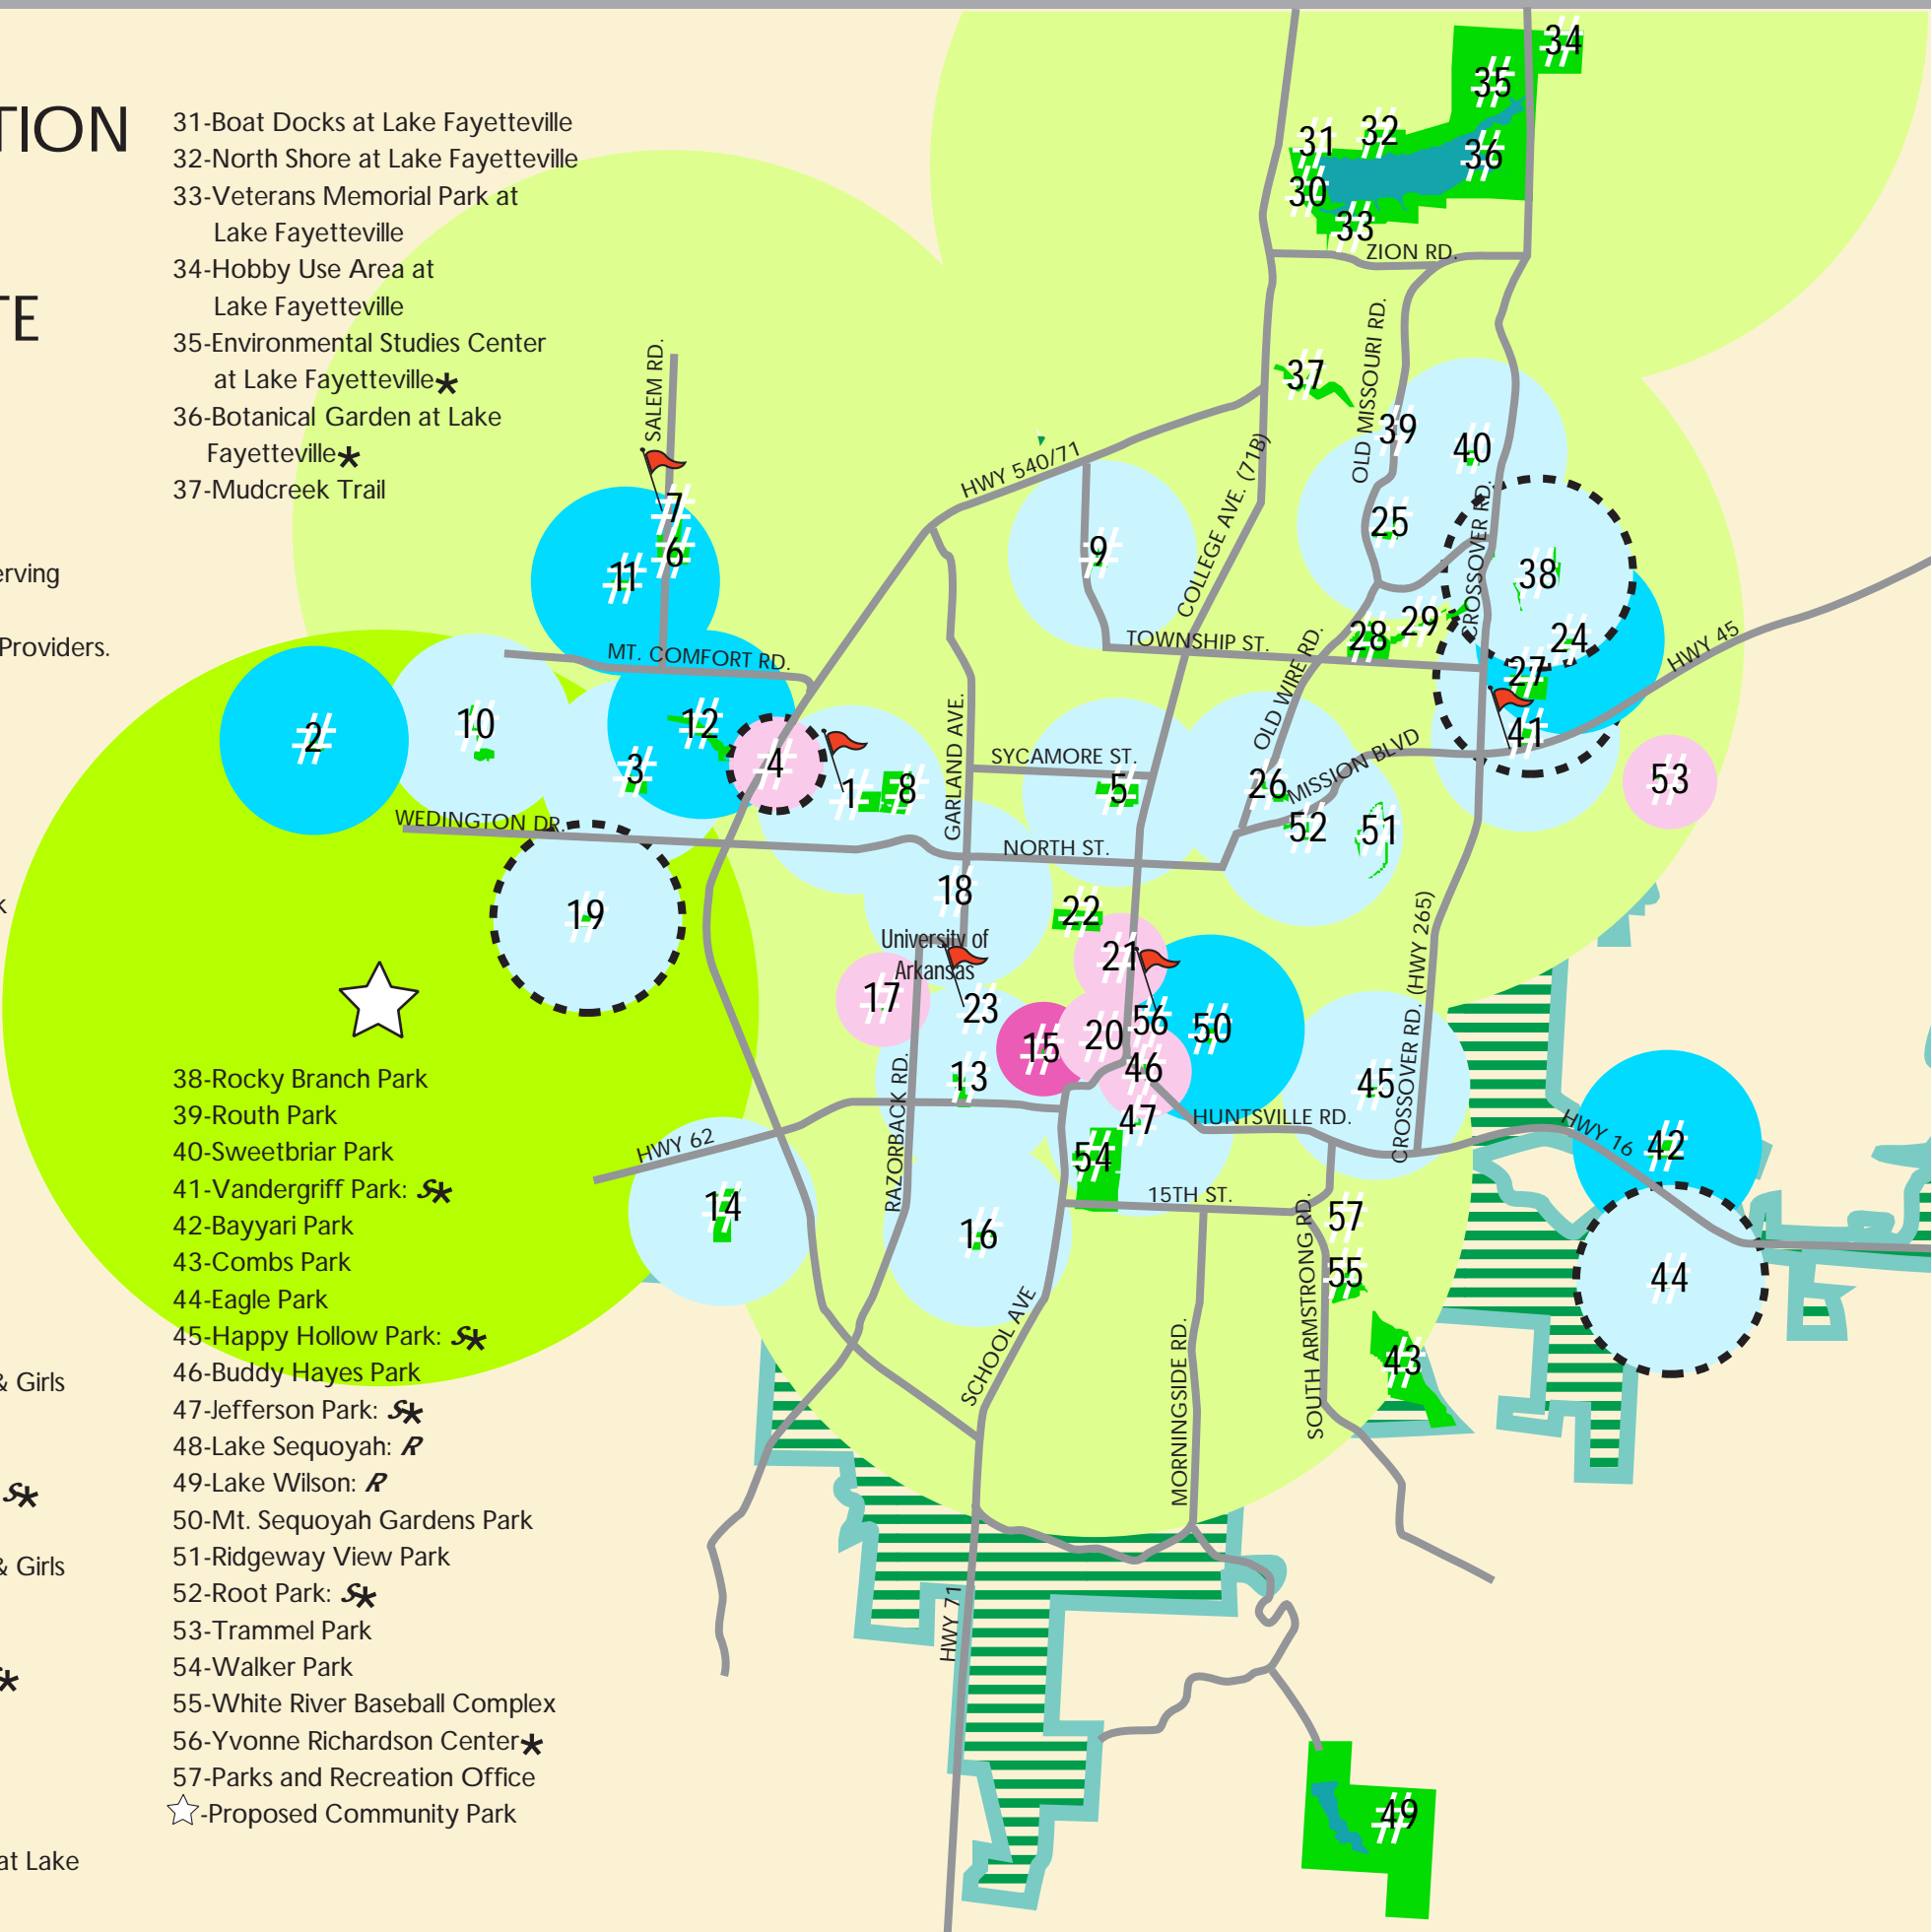 TION
TE
erving
Providers.
k
& Girls
S*
& Girls
*
at Lake
31-Boat Docks at Lake Fayetteville
32-North Shore at Lake Fayetteville
33-Veterans Memorial Park at
Lake Fayetteville
34-Hobby Use Area at
Lake Fayetteville
35-Environmental Studies Center
at Lake Fayetteville*
36-Botanical Garden at Lake
Fayetteville*
37-Mudcreek Trail
38-Rocky Branch Park
39-Routh Park
40-Sweetbriar Park
41-Vandergriff Park: S*
42-Bayyari Park
43-Combs Park
44-Eagle Park
45-Happy Hollow Park: S*
46-Buddy Hayes Park
47-Jefferson Park: S*
48-Lake Sequoyah: R
49-Lake Wilson: R
50-Mt. Sequoyah Gardens Park
51-Ridgeway View Park
52-Root Park: S*
53-Trammel Park
54-Walker Park
55-White River Baseball Complex
56-Yvonne Richardson Center*
57-Parks and Recreation Office
-Proposed Community Park
34
35
31
32
36
30
33
ZION RD.
OLD MISSOURI RD.
SALEM RD.
37
39
40
HWY 540/71
COLLEGE AVE. (71B)
7
6
11
9
25
CROSSOVER RD.
38
28
29
24
TOWNSHIP ST.
MT. COMFORT RD.
OLD WIRE RD.
HWY 45
27
2
10
12
41
3
4
GARLAND AVE.
SYCAMORE ST.
MISSION BLVD
53
1
8
5
26
WEDINGTON DR.
52
51
NORTH ST.
18
19
22
University of
Arkansas
21
CROSSOVER RD. (HWY 265)
17
23
56
50
15
20
13
46
45
RAZORBACK RD.
47
HUNTSVILLE RD.
HWY 62
HWY 16
42
54
14
15TH ST.
16
57
44
55
SOUTH ARMSTRONG RD.
SCHOOL AVE
43
MORNINGSIDE RD.
HWY 71
49
#